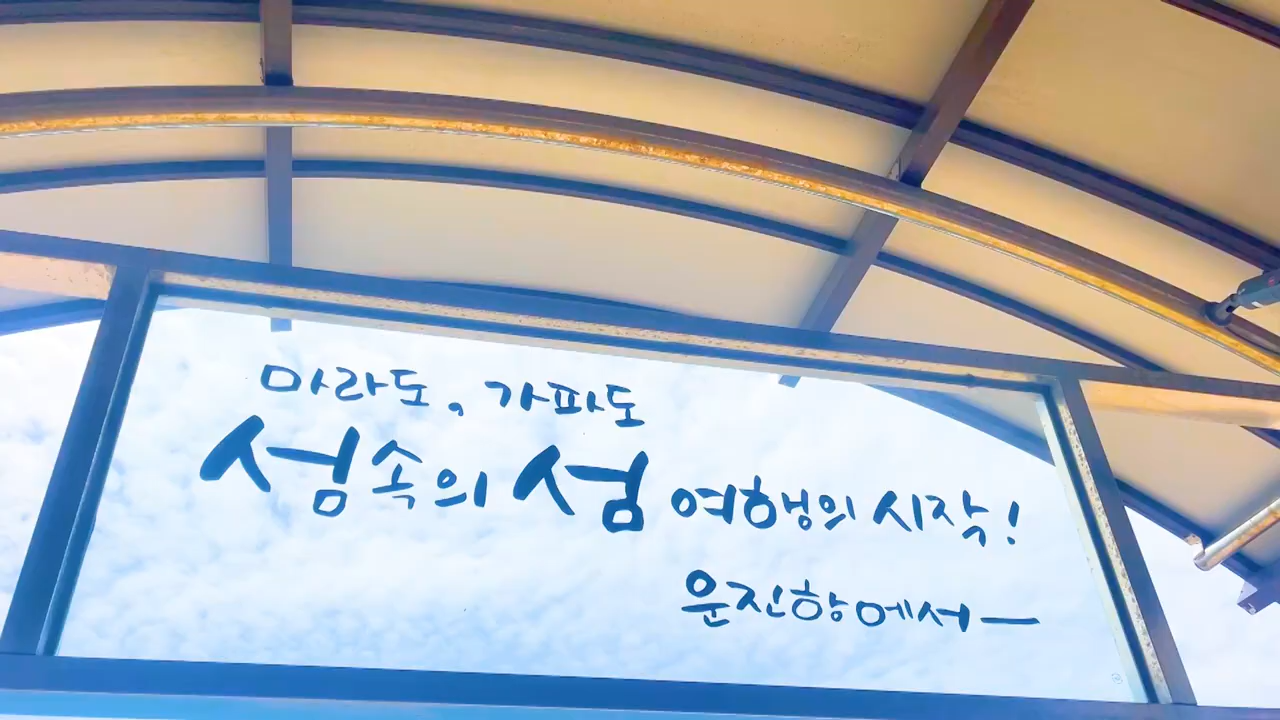 마라도, 가파도
섬속의 섬 여행의 시작!
운진항에서ㅡ